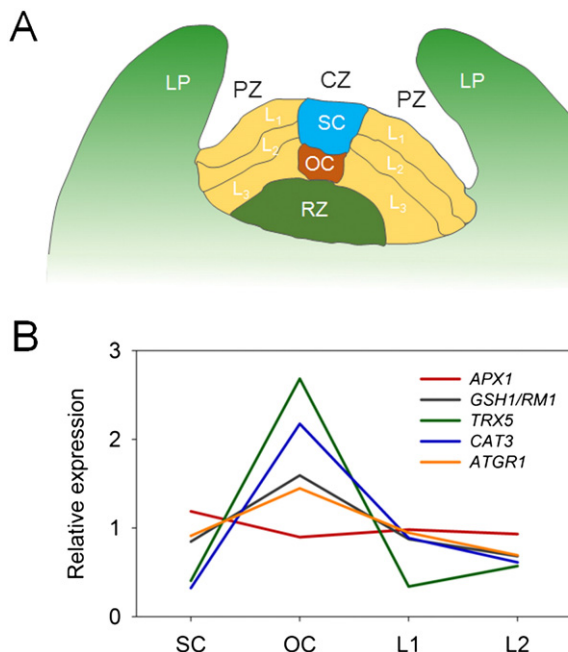 A
LP
PZ
CZ
PZ
LP
SC
L1
L1
L2
OC
L2
L3
L3
RZ
B
3
2
1
0
Relative expression
APX1
GSH1/RM1
TRX5
CAT3
ATGR1
SC OC L1 L2